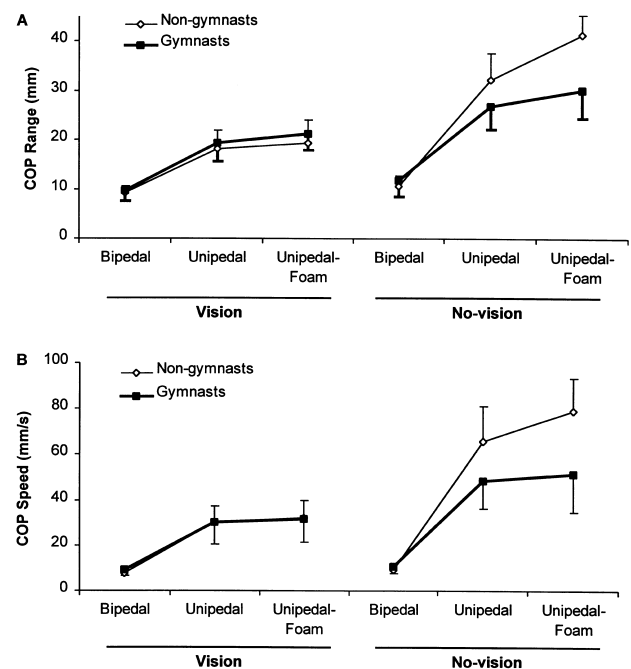 A
Non-gymnasts
Gymnasts
COP Range (mm)
40
30
20
10
0
Bipedal Unipedal Unipedal-Foam Bipedal Unipedal Unipedal-Foam
Vision No-vision
B
Non-gymnasts
Gymnasts
COP Speed (mm/s)
100
80
60
40
20
0
Bipedal Unipedal Unipedal-Foam Bipedal Unipedal Unipedal-Foam
Vision No-vision